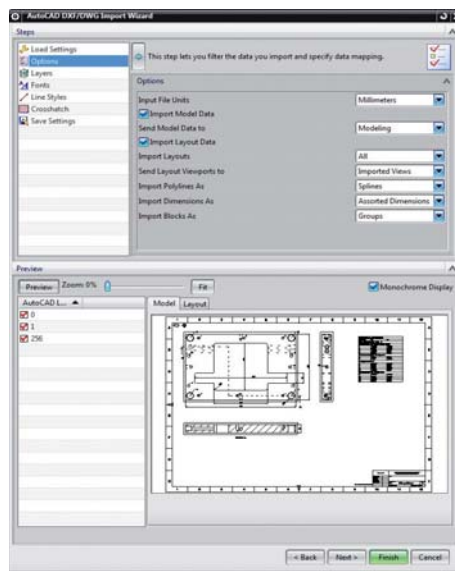 AutoCAD DXF/DWG Import Wizard
Steps
Load Settings
Options
Layers
Fonts
Line Styles
Crosshatch
Save Settings
This step lets you filter the data you import and specify data mapping.
Options
Input File Units Millimeters
Import Model Data
Send Model Data to Modeling
Import Layout Data
Import Layouts All
Send Layout Viewports to Imported Views
Import Polylines As Splines
Import Dimensions As Assorted Dimensions
Import Blocks As Groups
Preview
Preview Zoom: 0% Fit Monochrome Display
AutoCAD L... Model Layout
0
1
256
< Back Next > Finish Cancel